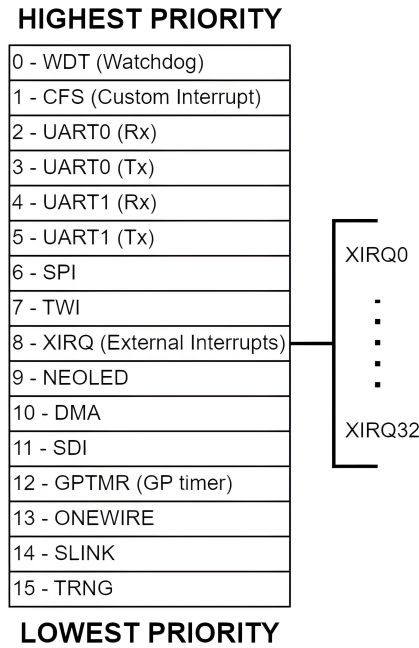 HIGHEST PRIORITY
0 - WDT (Watchdog)
1 - CFS (Custom Interrupt)
2 - UART0 (Rx)
3 - UART0 (Tx)
4 - UART1 (Rx)
5 - UART1 (Tx)
6 - SPI
7 - TWI
8 - XIRQ (External Interrupts)
9 - NEOLED
10 - DMA
11 - SDI
12 - GPTMR (GP timer)
13 - ONEWIRE
14 - SLINK
15 - TRNG
LOWEST PRIORITY
XIRQ0
XIRQ32